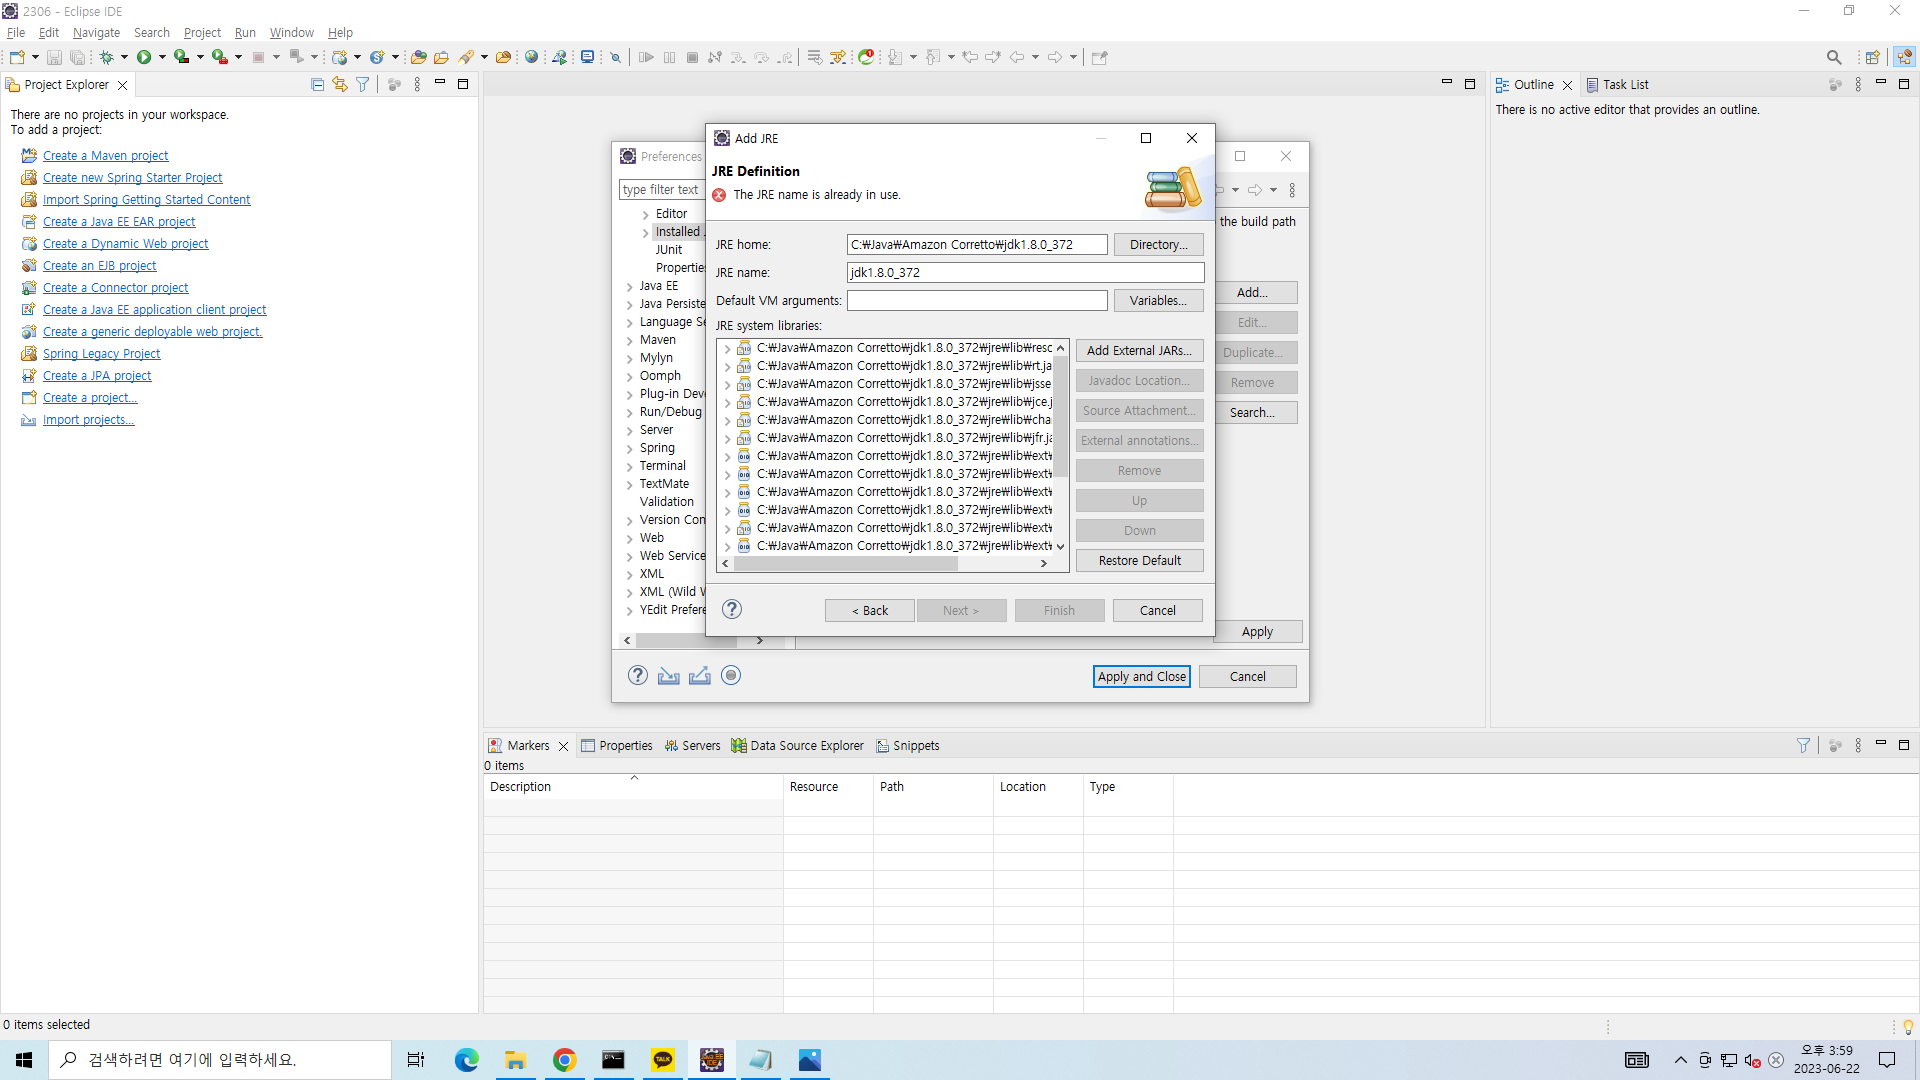 2306 - Eclipse IDE
File Edit Navigate Search Project Run Window Help
Project Explorer
There are no projects in your workspace.
To add a project:
Create a Maven project
Create new Spring Starter Project
Import Spring Getting Started Content
Create a Java EE EAR project
Create a Dynamic Web project
Create an EJB project
Create a Connector project
Create a Java EE application client project
Create a generic deployable web project.
Spring Legacy Project
Create a JPA project
Create a project...
Import projects...
Preferences
type filter text
Editor
Installed
JUnit
Properties
Java EE
Java Persiste
Language Se
Maven
Mylyn
Oomph
Plug-in Deve
Run/Debug
Server
Spring
Terminal
TextMate
Validation
Version Con
Web
Web Service
XML
XML (Wild W
YEdit Prefere
the build path
Add...
Edit...
Duplicate...
Remove
Search...
Apply
Apply and Close
Cancel
Add JRE
JRE Definition
The JRE name is already in use.
JRE home: C:₩Java₩Amazon Corretto₩jdk1.8.0_372 Directory...
JRE name: jdk1.8.0_372
Default VM arguments: Variables...
JRE system libraries:
C:₩Java₩Amazon Corretto₩jdk1.8.0_372₩jre₩lib₩resc
C:₩Java₩Amazon Corretto₩jdk1.8.0_372₩jre₩lib₩rt.ja
C:₩Java₩Amazon Corretto₩jdk1.8.0_372₩jre₩lib₩jsse
C:₩Java₩Amazon Corretto₩jdk1.8.0_372₩jre₩lib₩jce.j
C:₩Java₩Amazon Corretto₩jdk1.8.0_372₩jre₩lib₩cha
C:₩Java₩Amazon Corretto₩jdk1.8.0_372₩jre₩lib₩jfr.ja
C:₩Java₩Amazon Corretto₩jdk1.8.0_372₩jre₩lib₩ext₩
C:₩Java₩Amazon Corretto₩jdk1.8.0_372₩jre₩lib₩ext₩
C:₩Java₩Amazon Corretto₩jdk1.8.0_372₩jre₩lib₩ext₩
C:₩Java₩Amazon Corretto₩jdk1.8.0_372₩jre₩lib₩ext₩
C:₩Java₩Amazon Corretto₩jdk1.8.0_372₩jre₩lib₩ext₩
C:₩Java₩Amazon Corretto₩jdk1.8.0_372₩jre₩lib₩ext₩
Add External JARs...
Javadoc Location...
Source Attachment...
External annotations...
Remove
Up
Down
Restore Default
< Back Next > Finish Cancel
Outline Task List
There is no active editor that provides an outline.
Markers Properties Servers Data Source Explorer Snippets
0 items
Description Resource Path Location Type
0 items selected
검색하려면 여기에 입력하세요.
TALK
Java EE
IDE
오후 3:59
2023-06-22